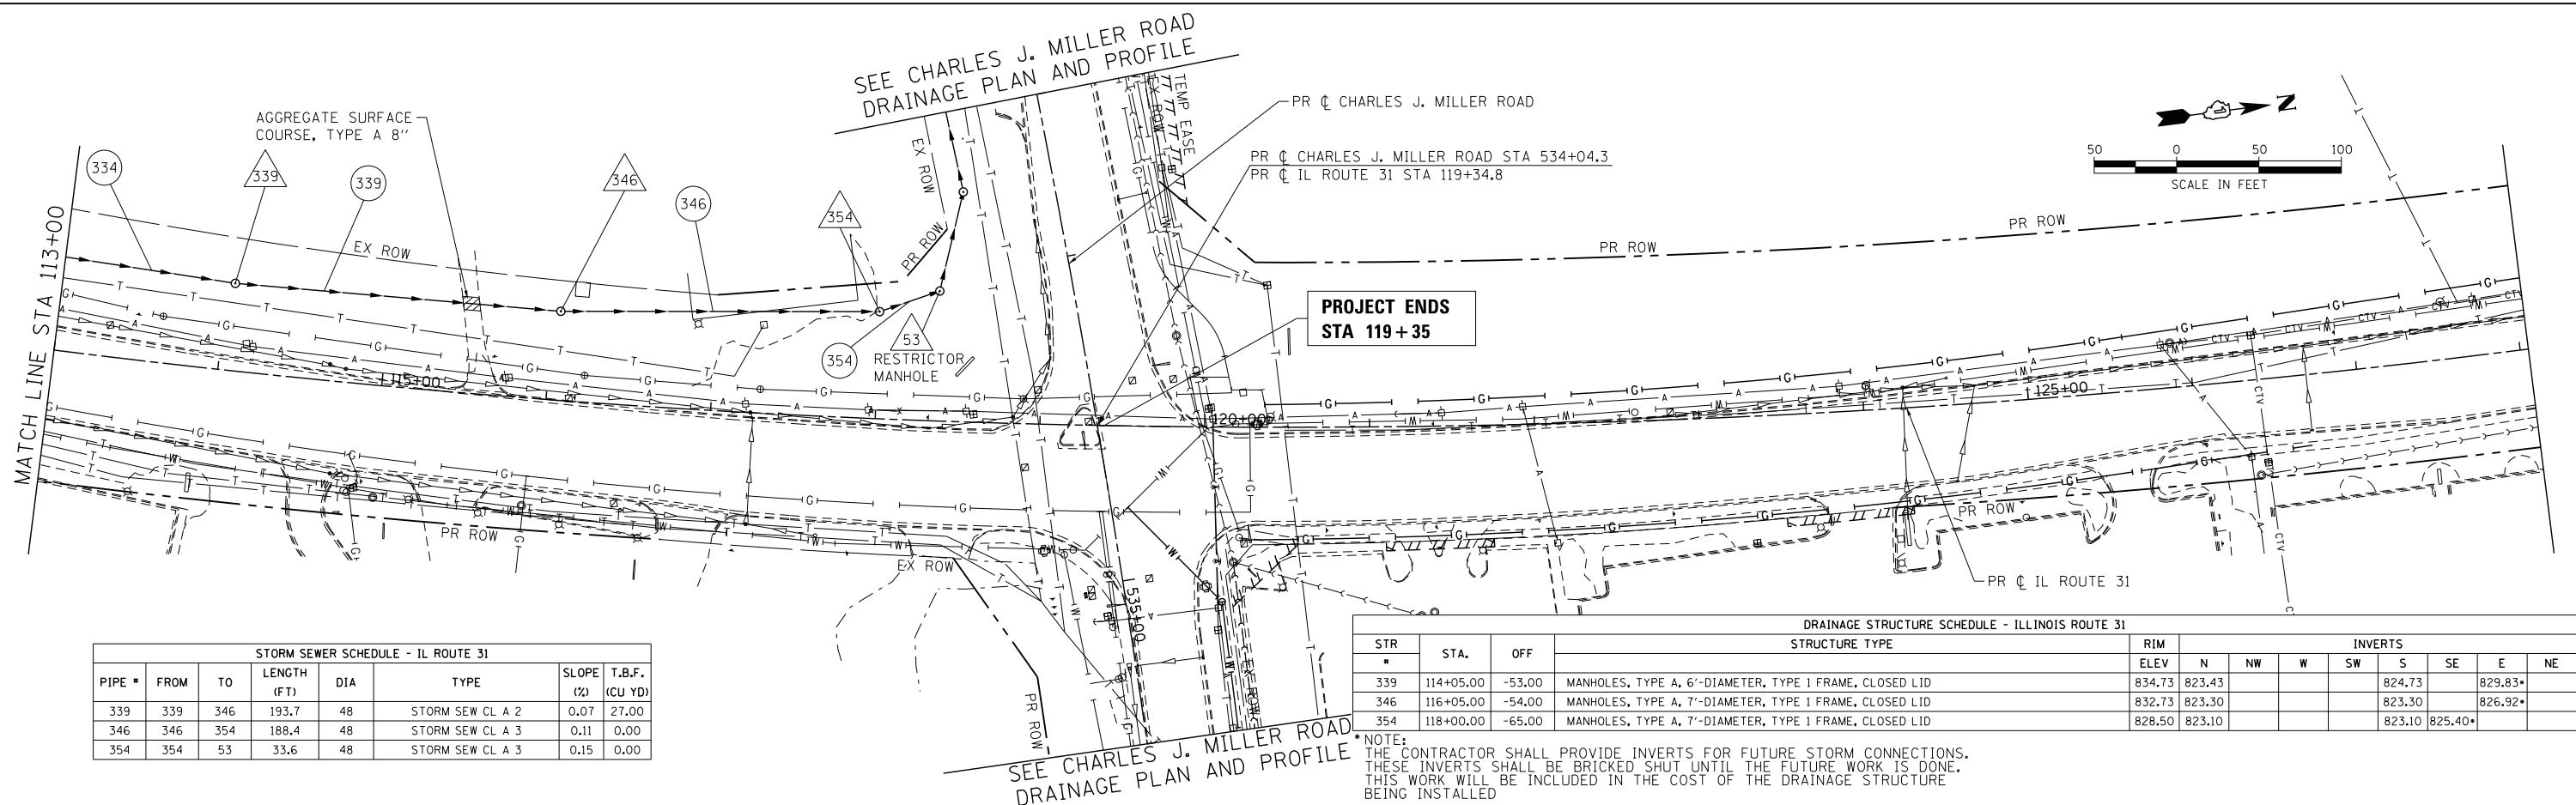 SEE CHARLES J. MILLER ROAD
DRAINAGE PLAN AND PROFILE
AGGREGATE SURFACE
COURSE, TYPE A 8''
334
339
339
346
346
354
354
53
RESTRICTOR
MANHOLE
MATCH LINE STA 113+00
EX ROW
EX ROW
PR ROW
EX ROW
TEMP EASE
PR ℄ CHARLES J. MILLER ROAD
PR ℄ CHARLES J. MILLER ROAD STA 534+04.3
PR ℄ IL ROUTE 31 STA 119+34.8
PROJECT ENDS
STA 119+35
N
50 0 50 100
SCALE IN FEET
PR ROW
PR ROW
115+00
120+00
125+00
535+00
PR ROW
EX ROW
PR ROW
PR ROW
EX ROW
PR ℄ IL ROUTE 31
SEE CHARLES J. MILLER ROAD
DRAINAGE PLAN AND PROFILE
STORM SEWER SCHEDULE - IL ROUTE 31
PIPE # FROM TO LENGTH (FT) DIA TYPE SLOPE (%) T.B.F. (CU YD)
339 339 346 193.7 48 STORM SEW CL A 2 0.07 27.00
346 346 354 188.4 48 STORM SEW CL A 3 0.11 0.00
354 354 53 33.6 48 STORM SEW CL A 3 0.15 0.00
DRAINAGE STRUCTURE SCHEDULE - ILLINOIS ROUTE 31
STR # STA. OFF STRUCTURE TYPE RIM ELEV INVERTS
N NW W SW S SE E NE
339 114+05.00 -53.00 MANHOLES, TYPE A, 6'-DIAMETER, TYPE 1 FRAME, CLOSED LID 834.73 823.43 824.73 829.83*
346 116+05.00 -54.00 MANHOLES, TYPE A, 7'-DIAMETER, TYPE 1 FRAME, CLOSED LID 832.73 823.30 823.30 826.92*
354 118+00.00 -65.00 MANHOLES, TYPE A, 7'-DIAMETER, TYPE 1 FRAME, CLOSED LID 828.50 823.10 823.10 825.40*
*NOTE:
THE CONTRACTOR SHALL PROVIDE INVERTS FOR FUTURE STORM CONNECTIONS.
THESE INVERTS SHALL BE BRICKED SHUT UNTIL THE FUTURE WORK IS DONE.
THIS WORK WILL BE INCLUDED IN THE COST OF THE DRAINAGE STRUCTURE
BEING INSTALLED